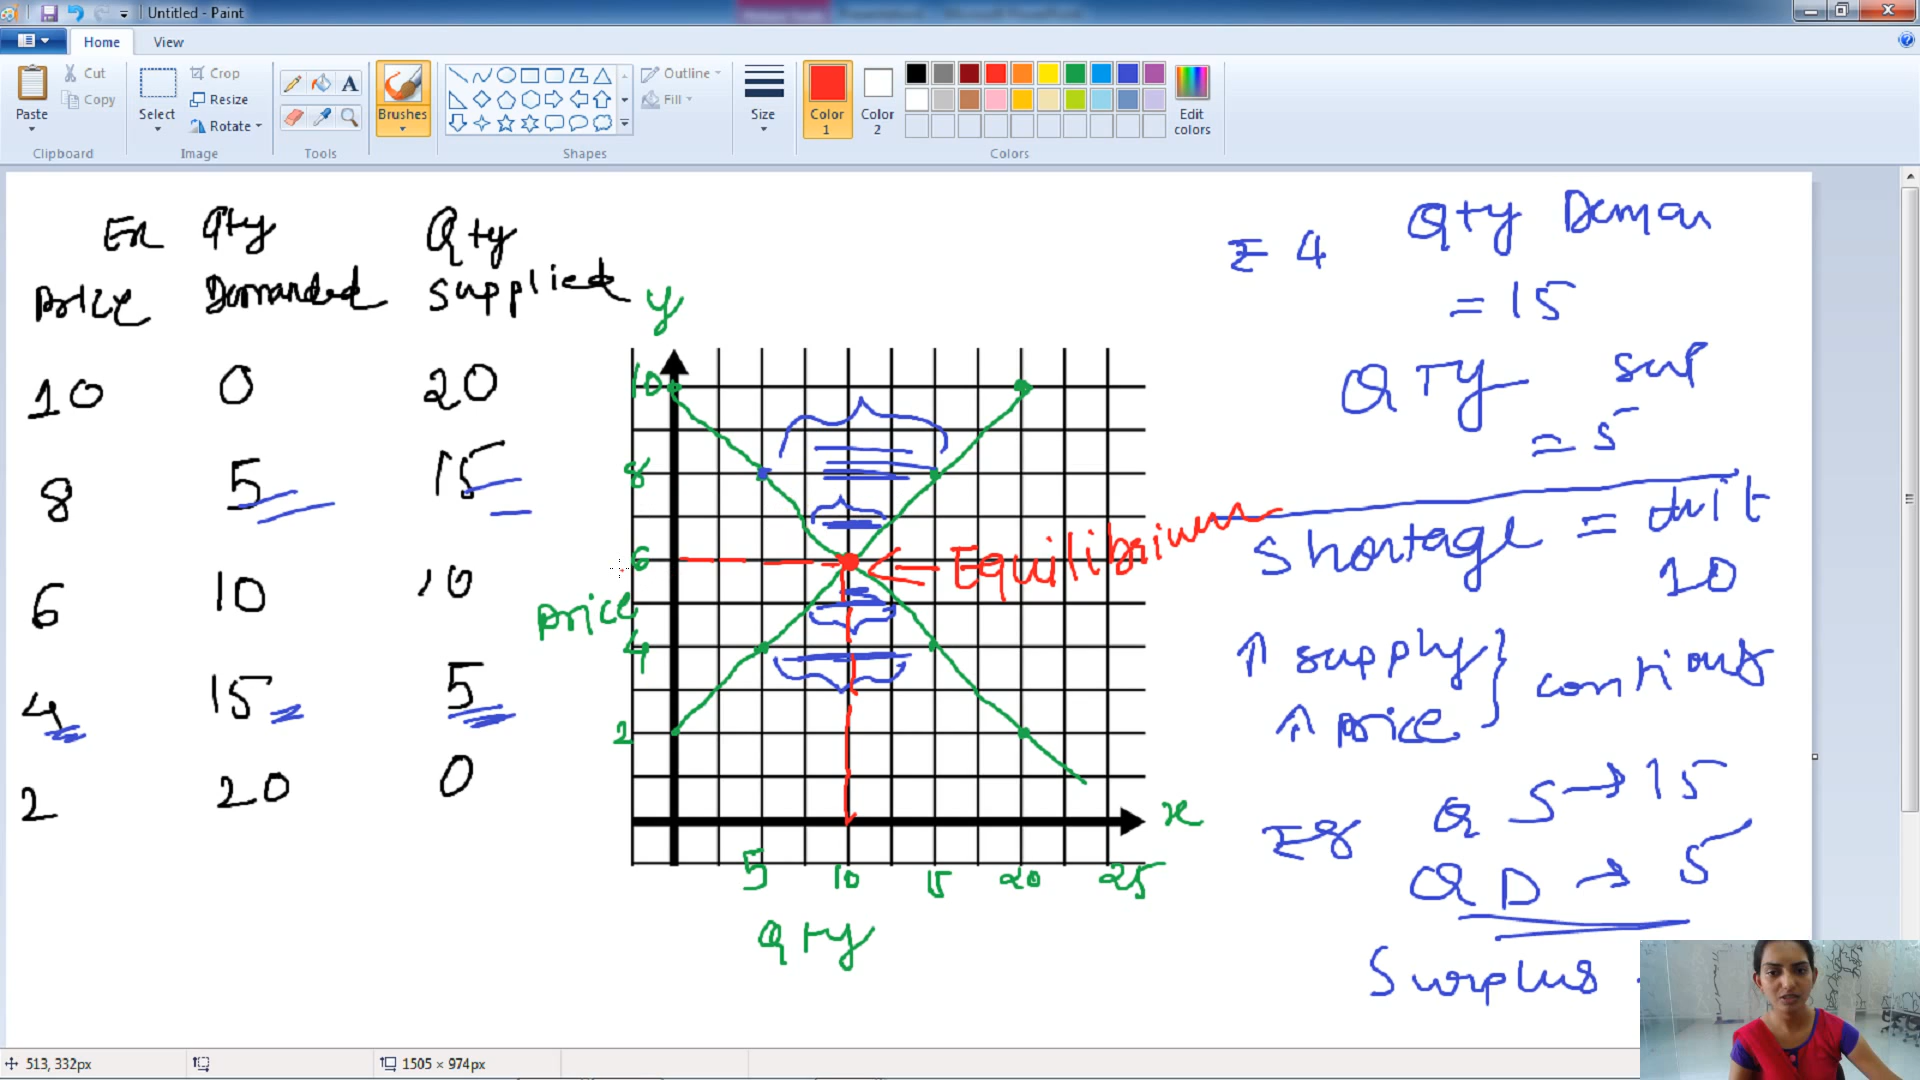 Untitled - Paint
Home
View
Paste
Cut
Copy
Clipboard
Select
Crop
Resize
Rotate
Image
A
Tools
Brushes
Outline
Fill
Shapes
Size
Color 1
Color 2
Edit colors
Colors
Ex Qty Qty
Price Demanded Supplied
10 0 20
8 5 15
6 10 10
4 15 5
2 20 0
y
10
8
6
Price
4
2
x
5 10 15 20 25
Qty
Equilibrium
4 Qty Deman
= 15
QTY sup
= 5
Shortage =
10
↑ supply
↑ price
8 Q S → 15
Q D → 5
Surplus
513, 332px
1505 × 974px